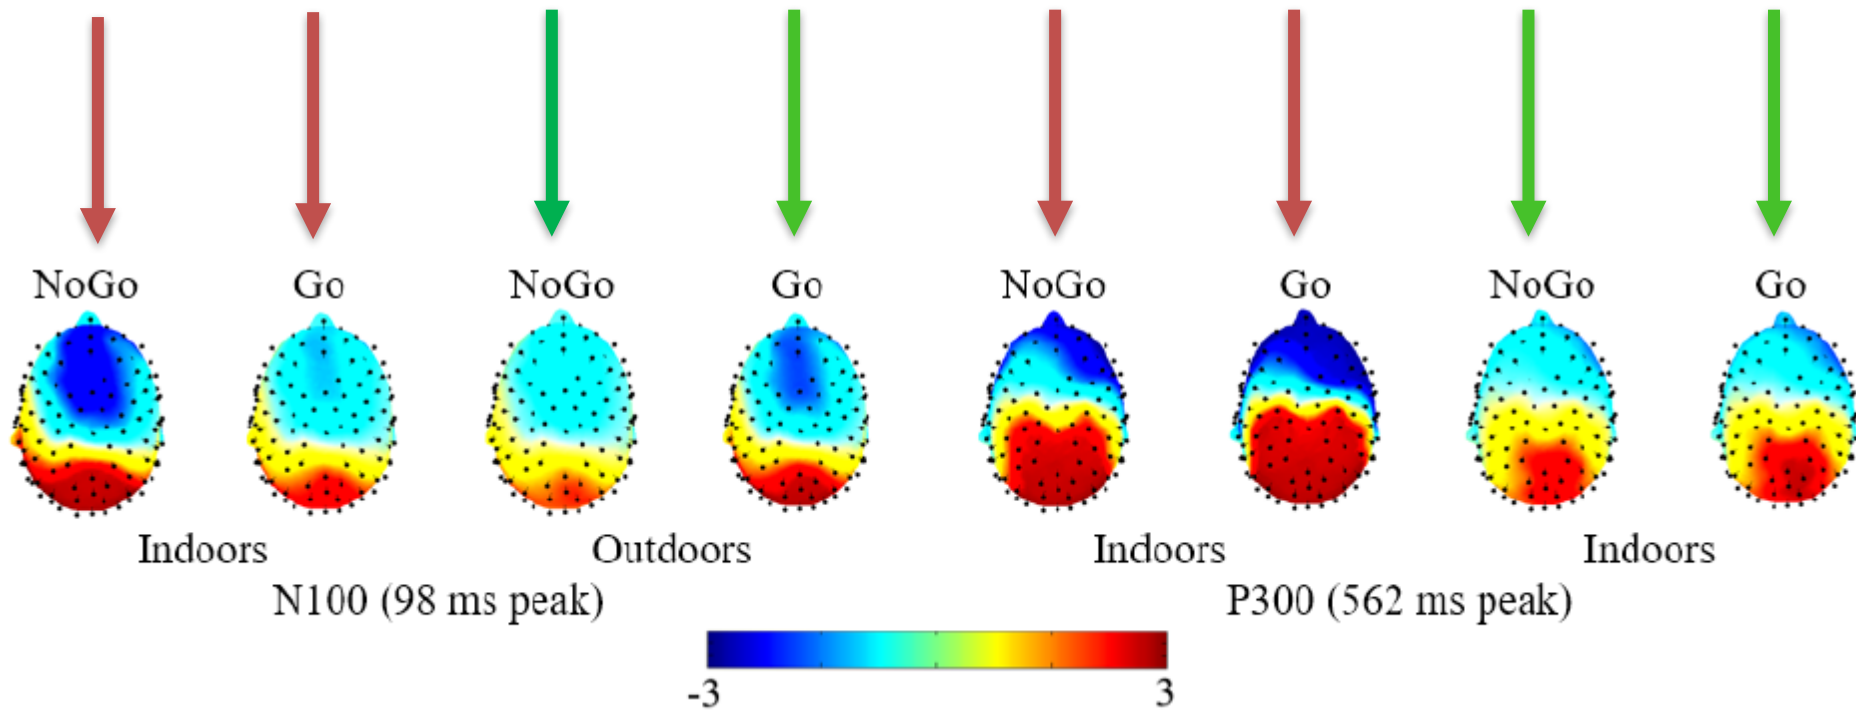 NoGo Go NoGo Go NoGo Go NoGo Go
Indoors Outdoors Indoors Indoors
N100 (98 ms peak) P300 (562 ms peak)
-3 3